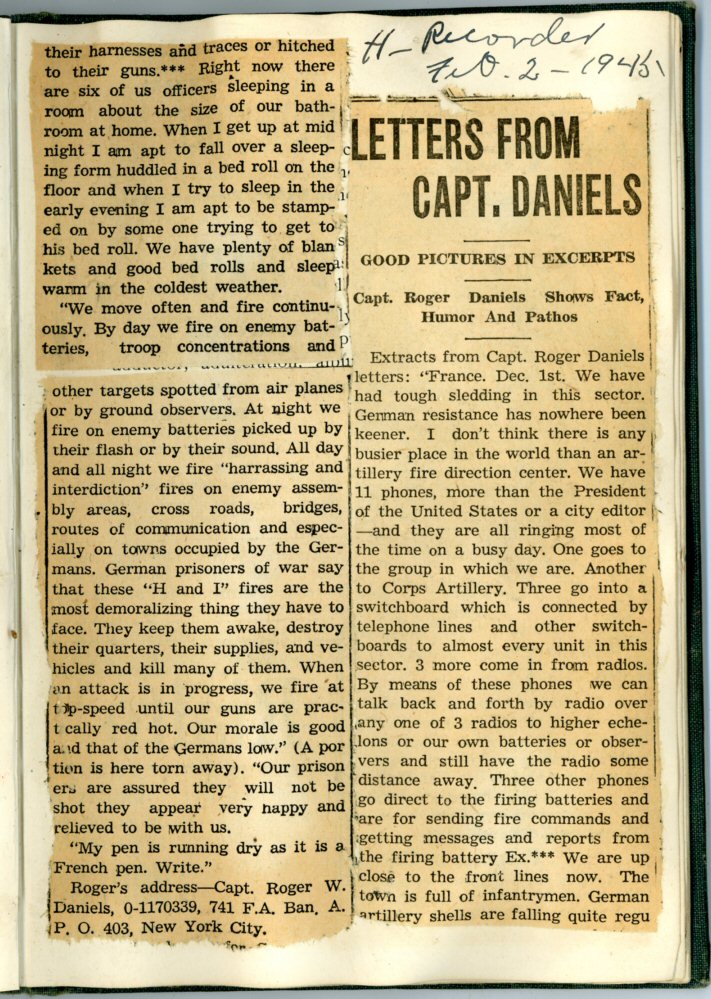 H- Recorder
Feb. 2 - 1945
LETTERS FROM
CAPT. DANIELS
GOOD PICTURES IN EXCERPTS
Capt. Roger Daniels Shows Fact,
Humor And Pathos
Extracts from Capt. Roger Daniels
letters: "France. Dec. 1st. We have
had tough sledding in this sector.
German resistance has nowhere been
keener. I don't think there is any
busier place in the world than an ar-
tillery fire direction center. We have
11 phones, more than the President
of the United States or a city editor
—and they are all ringing most of
the time on a busy day. One goes to
the group in which we are. Another
to Corps Artillery. Three go into a
switchboard which is connected by
telephone lines and other switch-
boards to almost every unit in this
sector. 3 more come in from radios.
By means of these phones we can
talk back and forth by radio over
any one of 3 radios to higher eche-
lons or our own batteries or obser-
vers and still have the radio some
distance away. Three other phones
go direct to the firing batteries and
are for sending fire commands and
getting messages and reports from
the firing battery Ex.*** We are up
close to the front lines now. The
town is full of infantrymen. German
artillery shells are falling quite regu
their harnesses and traces or hitched
to their guns.*** Right now there
are six of us officers sleeping in a
room about the size of our bath-
room at home. When I get up at mid
night I am apt to fall over a sleep-
ing form huddled in a bed roll on the
floor and when I try to sleep in the
early evening I am apt to be stamp-
ed on by some one trying to get to
his bed roll. We have plenty of blan
kets and good bed rolls and sleep
warm in the coldest weather.
"We move often and fire continu-
ously. By day we fire on enemy bat-
teries, troop concentrations and
other targets spotted from air planes
or by ground observers. At night we
fire on enemy batteries picked up by
their flash or by their sound. All day
and all night we fire "harrassing and
interdiction" fires on enemy assem-
bly areas, cross roads, bridges,
routes of communication and espec-
ially on towns occupied by the Ger-
mans. German prisoners of war say
that these "H and I" fires are the
most demoralizing thing they have to
face. They keep them awake, destroy
their quarters, their supplies, and ve-
hicles and kill many of them. When
an attack is in progress, we fire at
top-speed until our guns are prac-
tically red hot. Our morale is good
and that of the Germans low." (A por
tion is here torn away). "Our prison
ers are assured they will not be
shot they appear very happy and
relieved to be with us.
"My pen is running dry as it is a
French pen. Write."
Roger's address—Capt. Roger W.
Daniels, 0-1170339, 741 F.A. Ban. A.
P. O. 403, New York City.